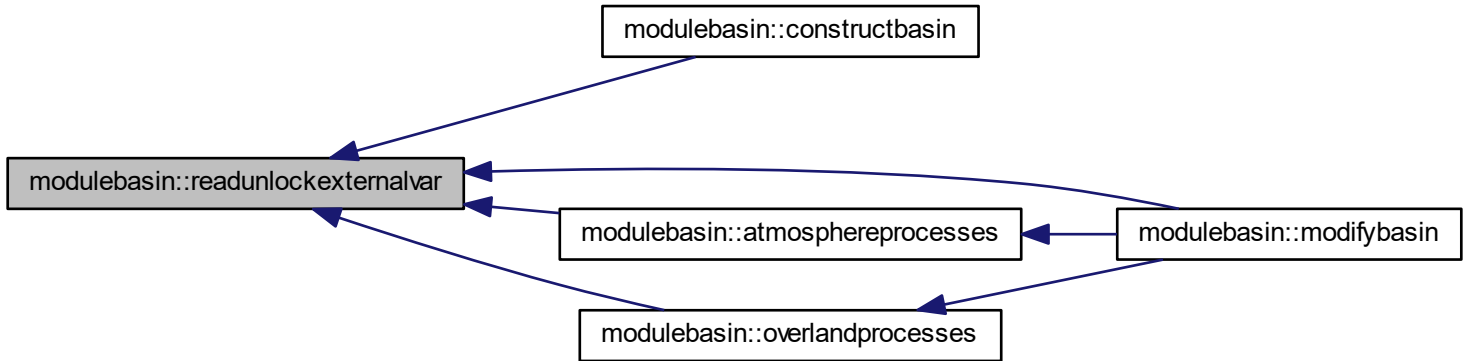 modulebasin::constructbasin
modulebasin::readunlockexternalvar
modulebasin::atmosphereprocesses
modulebasin::modifybasin
modulebasin::overlandprocesses